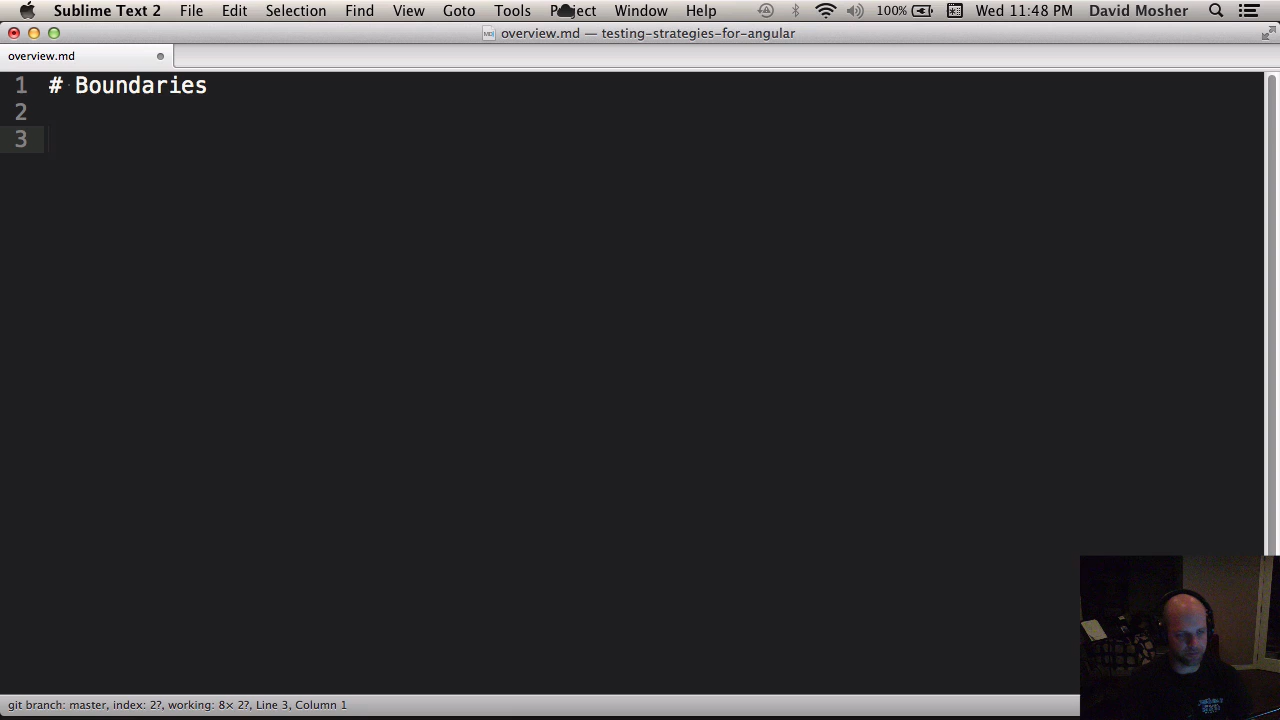 Sublime Text 2 File Edit Selection Find View Goto Tools Project Window Help 100% Wed 11:48 PM David Mosher
overview.md — testing-strategies-for-angular
overview.md
1 # Boundaries
2
3
git branch: master, index: 2?, working: 8× 2?, Line 3, Column 1